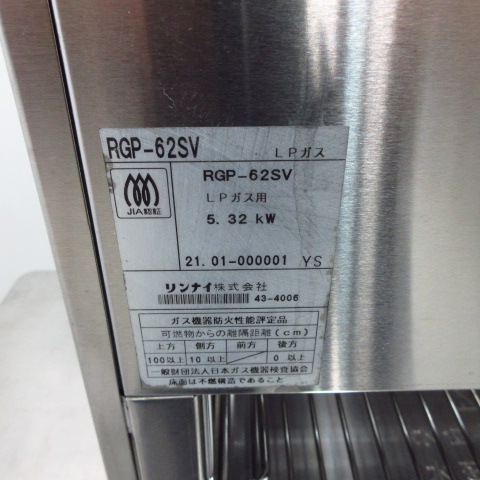 RGP-62SV LPガス
JIA認証
RGP-62SV
LPガス用
5.32 kW
21.01-000001 YS
リンナイ株式会社
43-4006
ガス機器防火性能評定品
可燃物からの離隔距離(cm)
上方 側方 前方 後方
100以上 10以上 0以上
一般財団法人日本ガス機器検査協会
床面は不燃構造であること